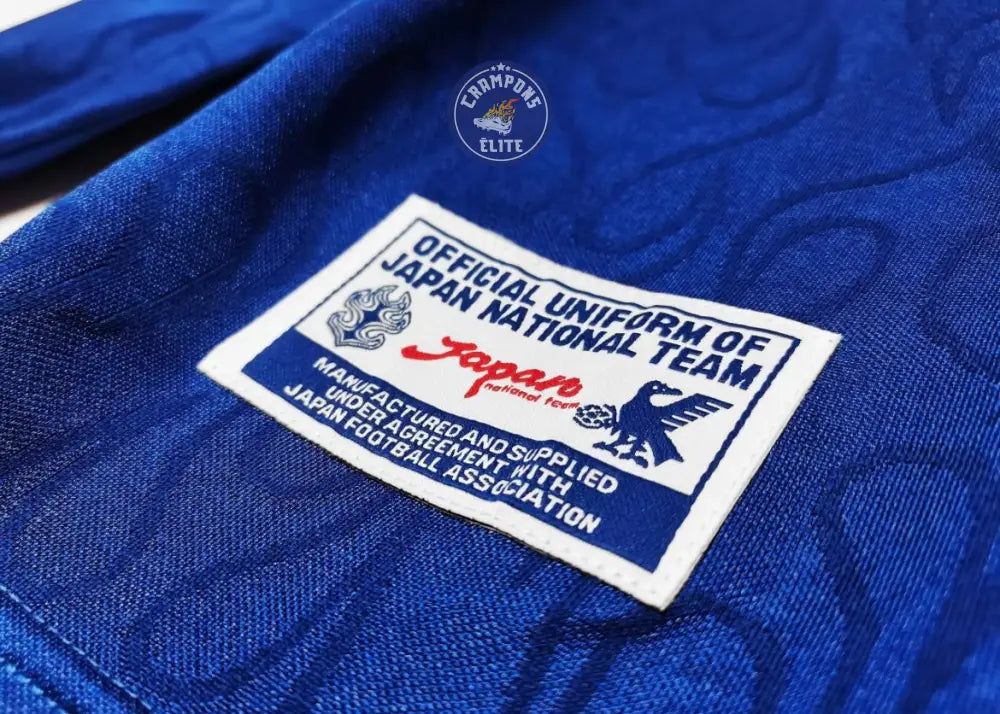 CRAMPONS
ÉLITE
OFFICIAL UNIFORM OF
JAPAN NATIONAL TEAM
Japan
national team
MANUFACTURED AND SUPPLIED
UNDER AGREEMENT WITH
JAPAN FOOTBALL ASSOCIATION